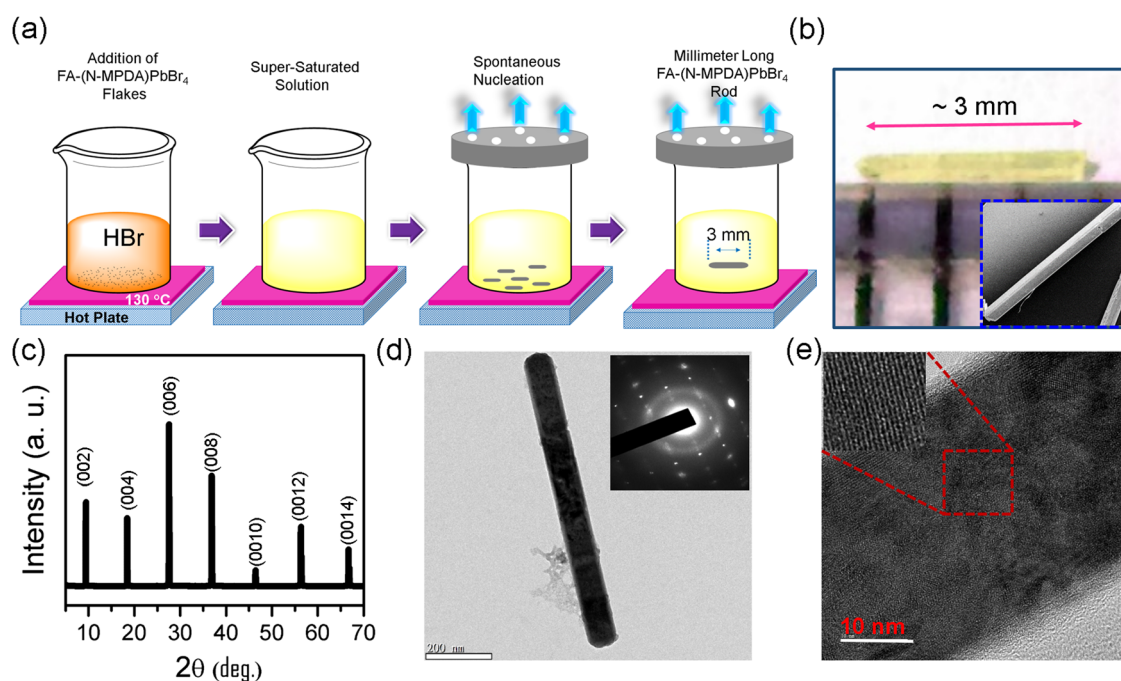 (a)
Addition of
FA-(N-MPDA)PbBr₄
Flakes
Super-Saturated
Solution
Spontaneous
Nucleation
Millimeter Long
FA-(N-MPDA)PbBr₄
Rod
HBr
130 °C
Hot Plate
3 mm
(b)
~ 3 mm
(c)
Intensity (a. u.)
(002)
(004)
(006)
(008)
(0010)
(0012)
(0014)
10 20 30 40 50 60 70
2θ (deg.)
(d)
200 nm
(e)
10 nm